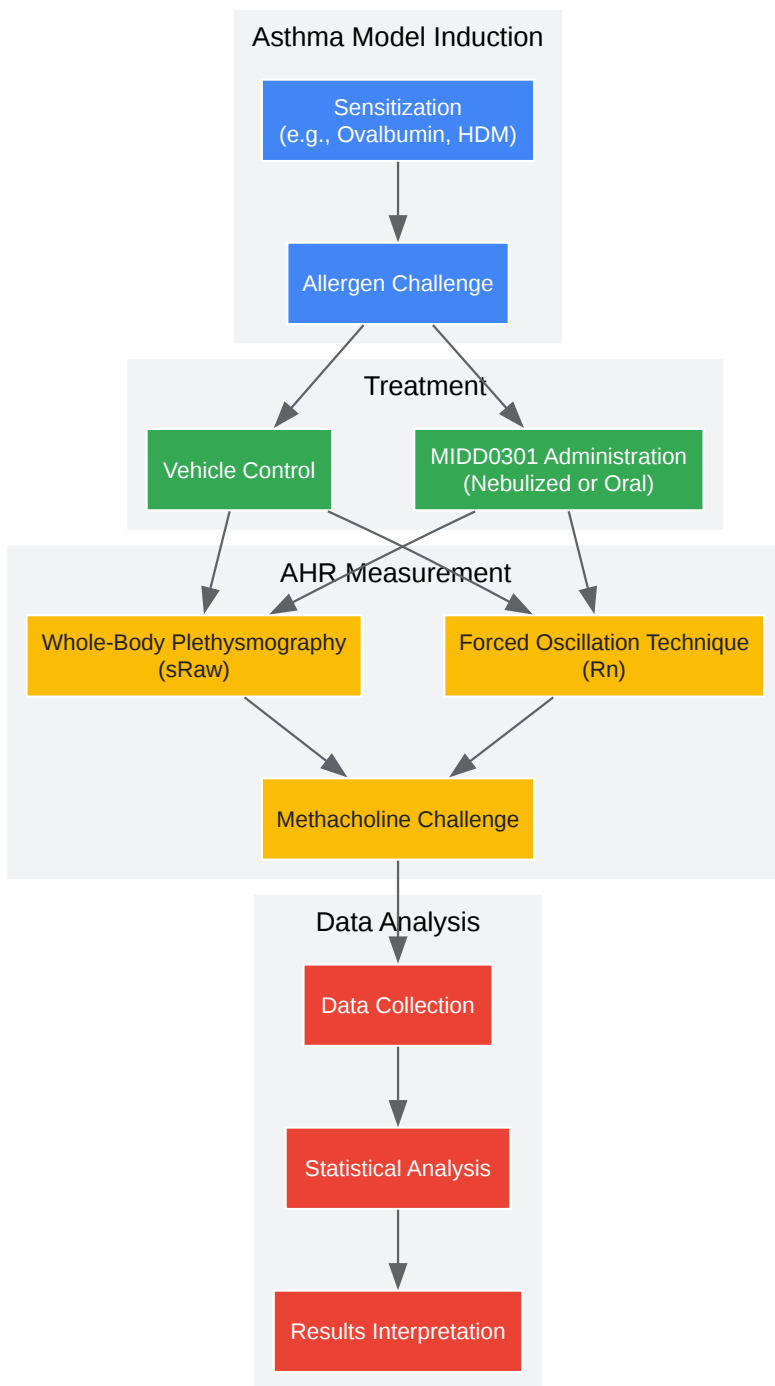 Asthma Model Induction
Sensitization
(e.g., Ovalbumin, HDM)
Allergen Challenge
Treatment
Vehicle Control
MIDD0301 Administration
(Nebulized or Oral)
AHR Measurement
Whole-Body Plethysmography
(sRaw)
Forced Oscillation Technique
(Rn)
Methacholine Challenge
Data Analysis
Data Collection
Statistical Analysis
Results Interpretation